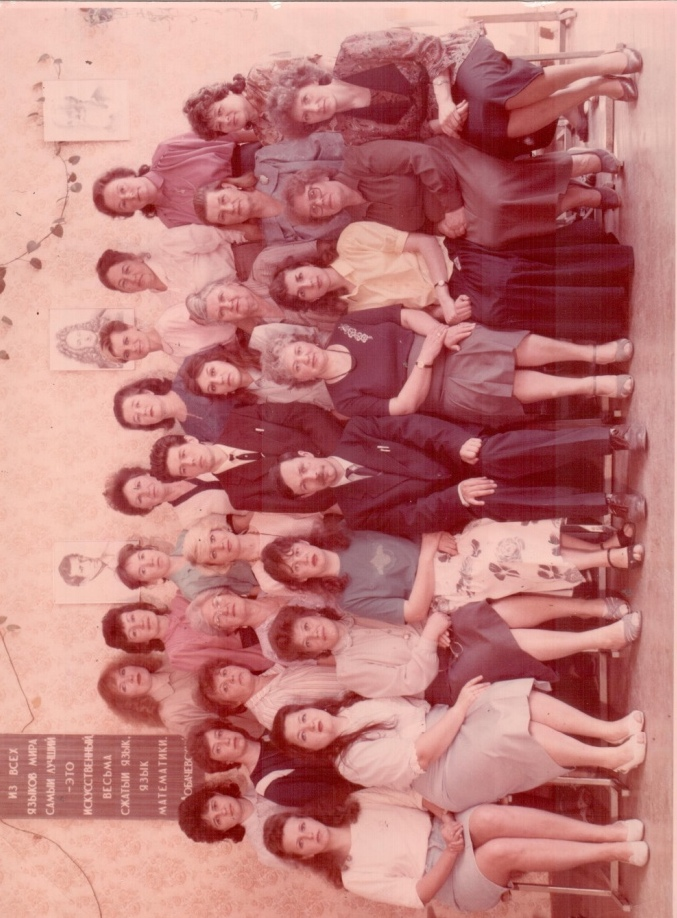 ИЗ ВСЕХ
ЯЗЫКОВ МИРА
САМЫЙ ЛУЧШИЙ
-ЭТО
ИСКУССТВЕННЫЙ
ВЕСЬМА
СЖАТЫЙ ЯЗЫК,
ЯЗЫК
МАТЕМАТИКИ.